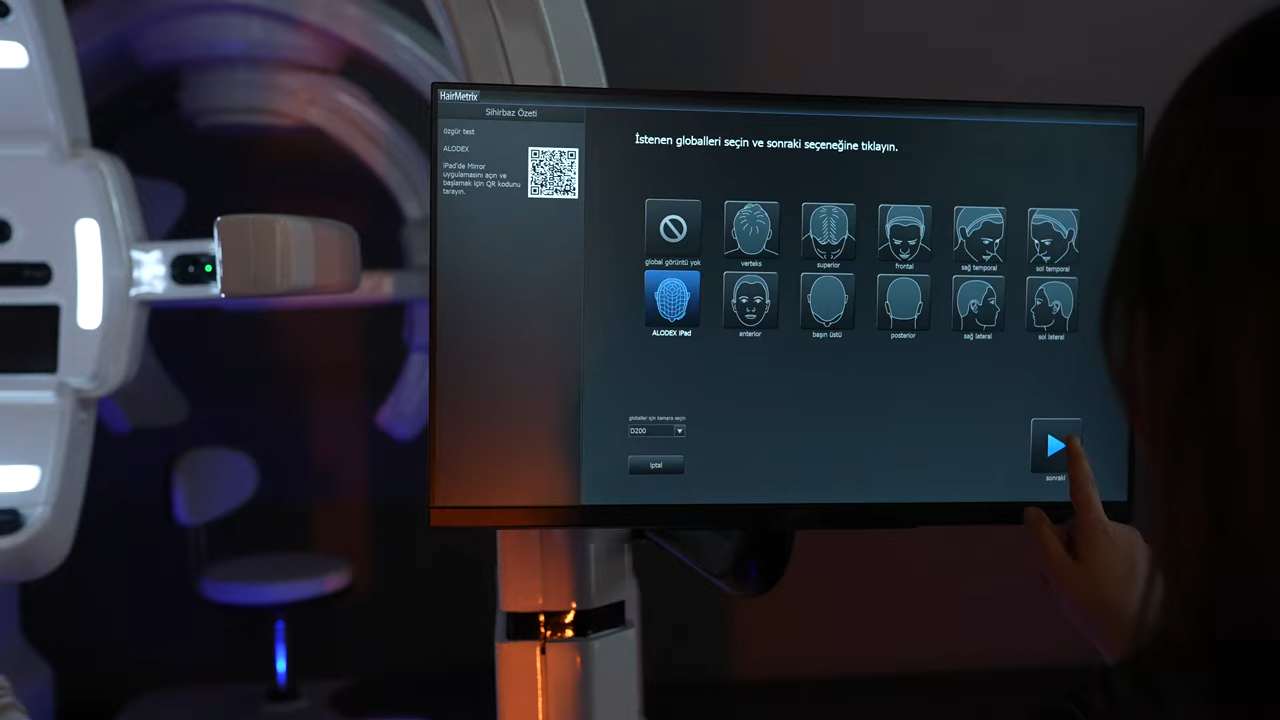 HairMetrix
Sihirbaz Özeti
özgür test
ALODEX
iPad'de Mirror
uygulamasını açın ve
başlamak için QR kodunu
tarayın.
İstenen globalleri seçin ve sonraki seçeneğine tıklayın.
global görüntü yok
verteks
superior
frontal
sağ temporal
sol temporal
ALODEX iPad
anterior
başın üstü
posterior
sağ lateral
sol lateral
globaller için kamera seçin
D200
iptal
sonraki